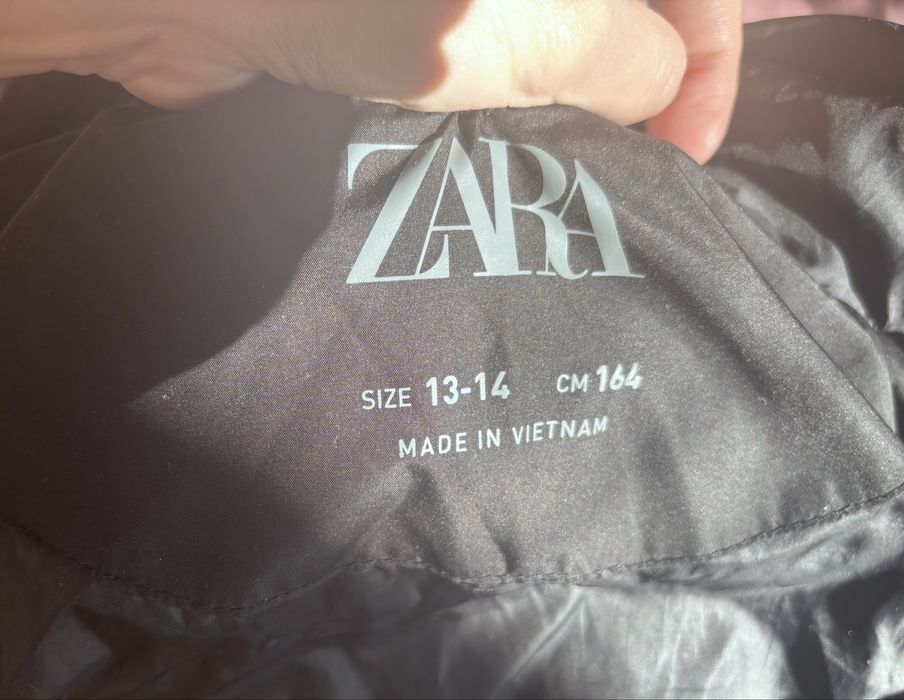 ZARA
SIZE 13-14 CM 164
MADE IN VIETNAM